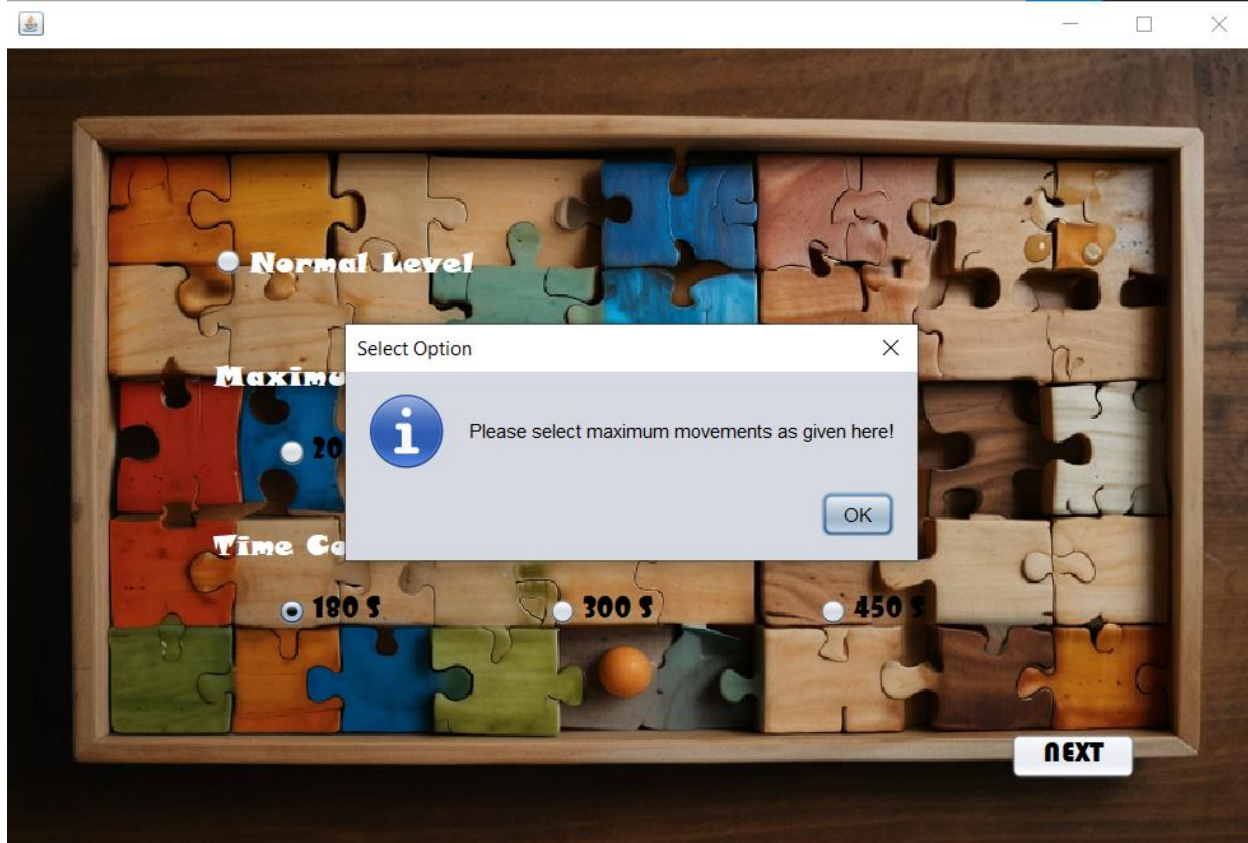 Normal Level
Select Option
Please select maximum movements as given here!
OK
180 S
300 S
450 S
NEXT